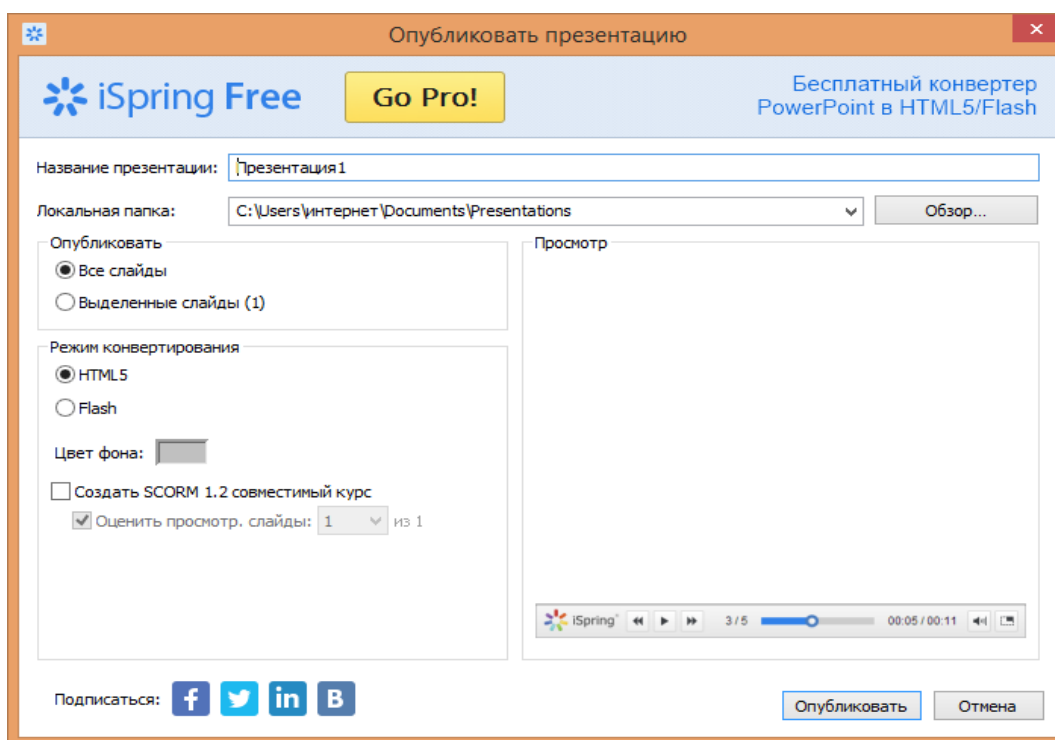 Опубликовать презентацию
iSpring Free
Go Pro!
Бесплатный конвертер
PowerPoint в HTML5/Flash
Название презентации: Презентация1
Локальная папка: C:\Users\интернет\Documents\Presentations
Обзор...
Опубликовать
Все слайды
Выделенные слайды (1)
Режим конвертирования
HTML5
Flash
Цвет фона:
Создать SCORM 1.2 совместимый курс
Оценить просмотр. слайды: 1 из 1
Просмотр
iSpring 3/5 00:05/00:11
Подписаться: f in B
Опубликовать
Отмена